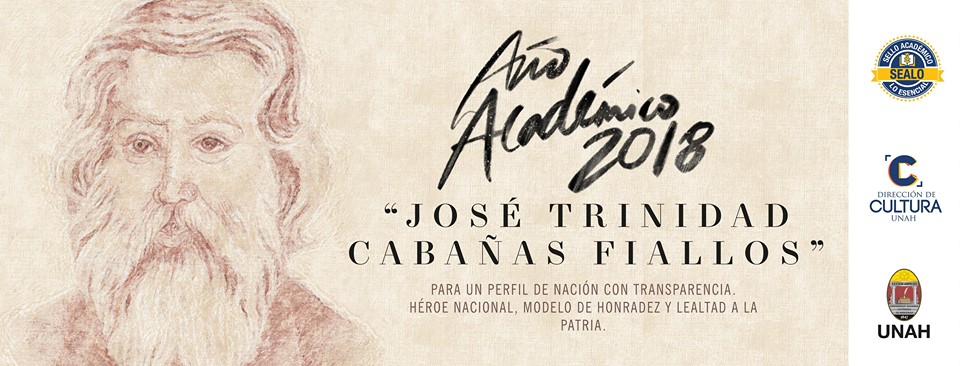 Año
Académico
2018
“JOSÉ TRINIDAD
CABAÑAS FIALLOS”
PARA UN PERFIL DE NACIÓN CON TRANSPARENCIA.
HÉROE NACIONAL, MODELO DE HONRADEZ Y LEALTAD A LA
PATRIA.
SELLO ACADÉMICO
SEALO
LO ESENCIAL
C
DIRECCIÓN DE
CULTURA
UNAH
UNAH